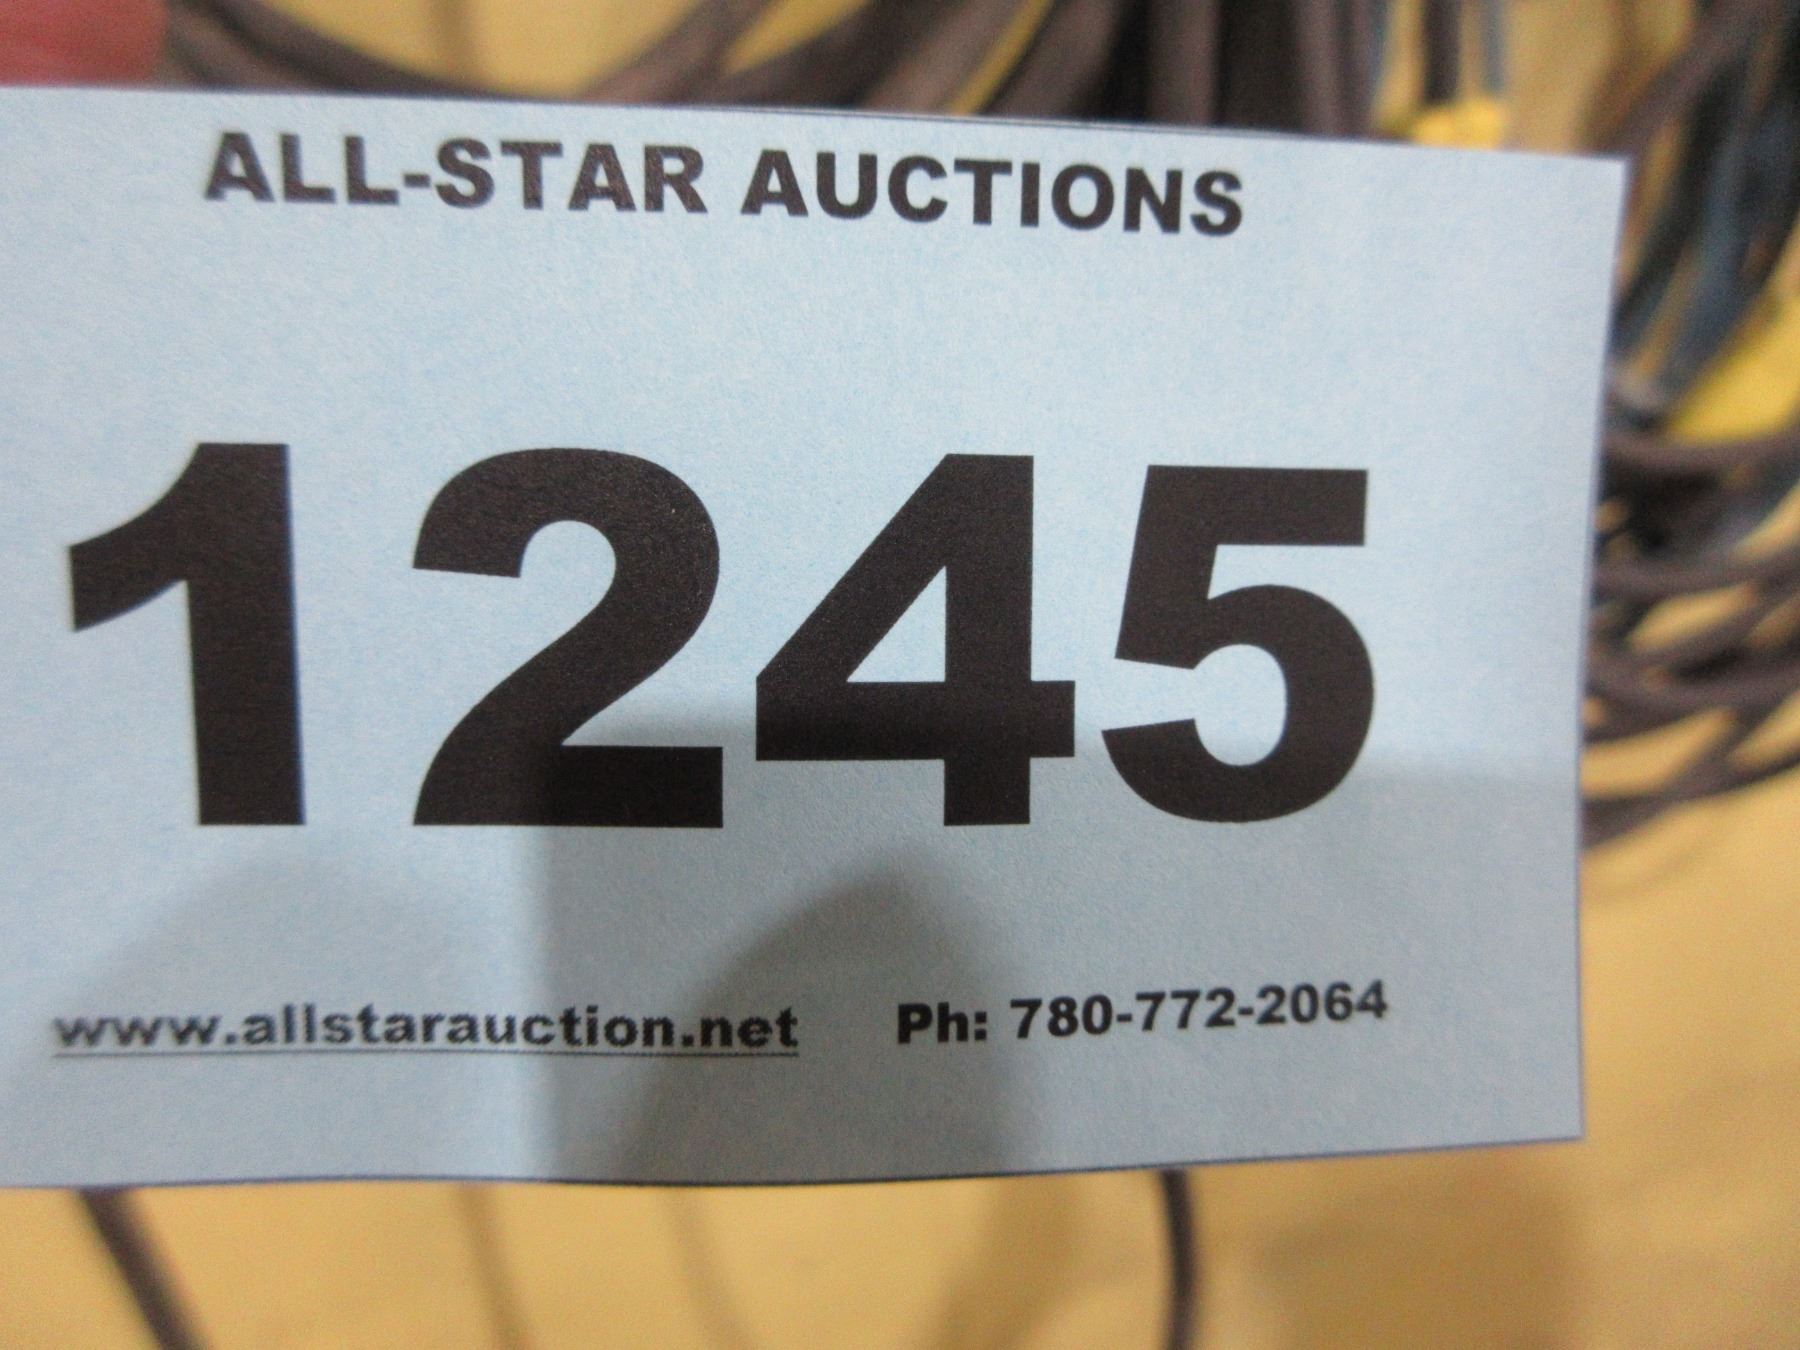 ALL-STAR AUCTIONS
1245
www.allstarauction.net Ph: 780-772-2064